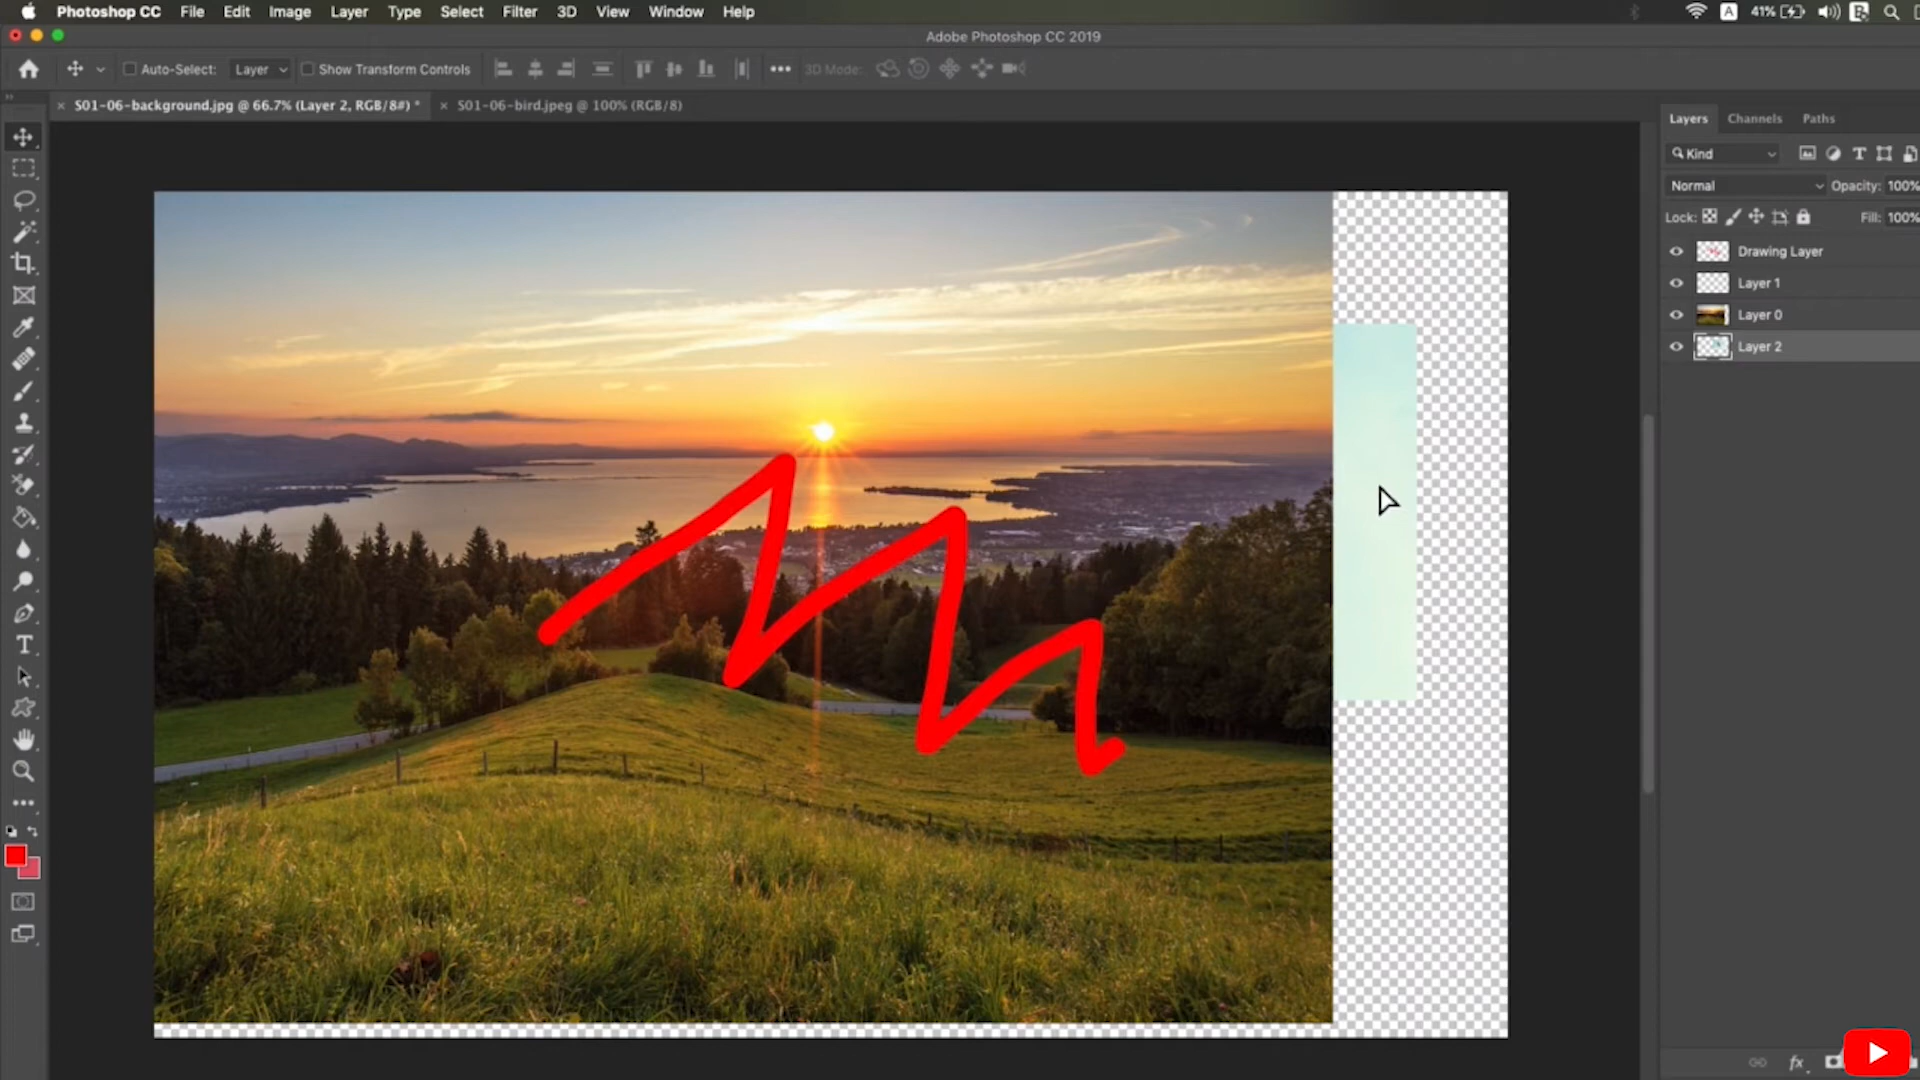 Photoshop CC File Edit Image Layer Type Select Filter 3D View Window Help A 41%
Adobe Photoshop CC 2019
Auto-Select: Layer Show Transform Controls 3D Mode:
S01-06-background.jpg @ 66.7% (Layer 2, RGB/8#) * S01-06-bird.jpeg @ 100% (RGB/8)
Layers Channels Paths
Kind
Normal Opacity: 100%
Lock: Fill: 100%
Drawing Layer
Layer 1
Layer 0
Layer 2
fx